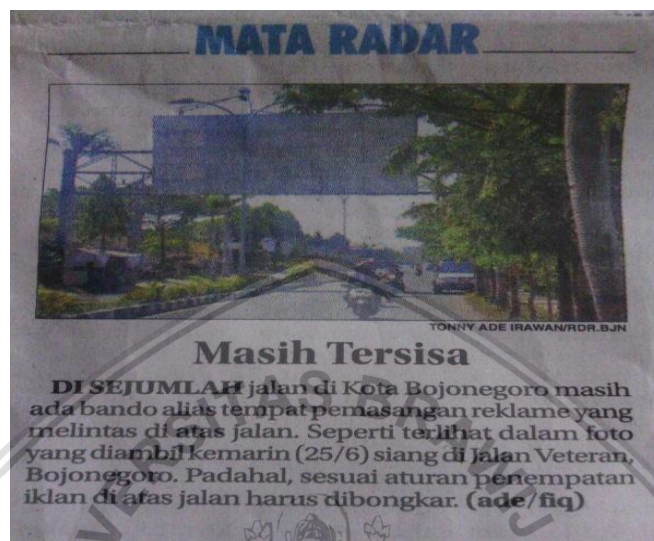 MATA RADAR
TONNY ADE IRAWAN/RDR.BJN
Masih Tersisa
DI SEJUMLAH jalan di Kota Bojonegoro masih
ada bando alias tempat pemasangan reklame yang
melintas di atas jalan. Seperti terlihat dalam foto
yang diambil kemarin (25/6) siang di Jalan Veteran,
Bojonegoro. Padahal, sesuai aturan penempatan
iklan di atas jalan harus dibongkar. (ade/fiq)
ERSITAS BRAWIJ